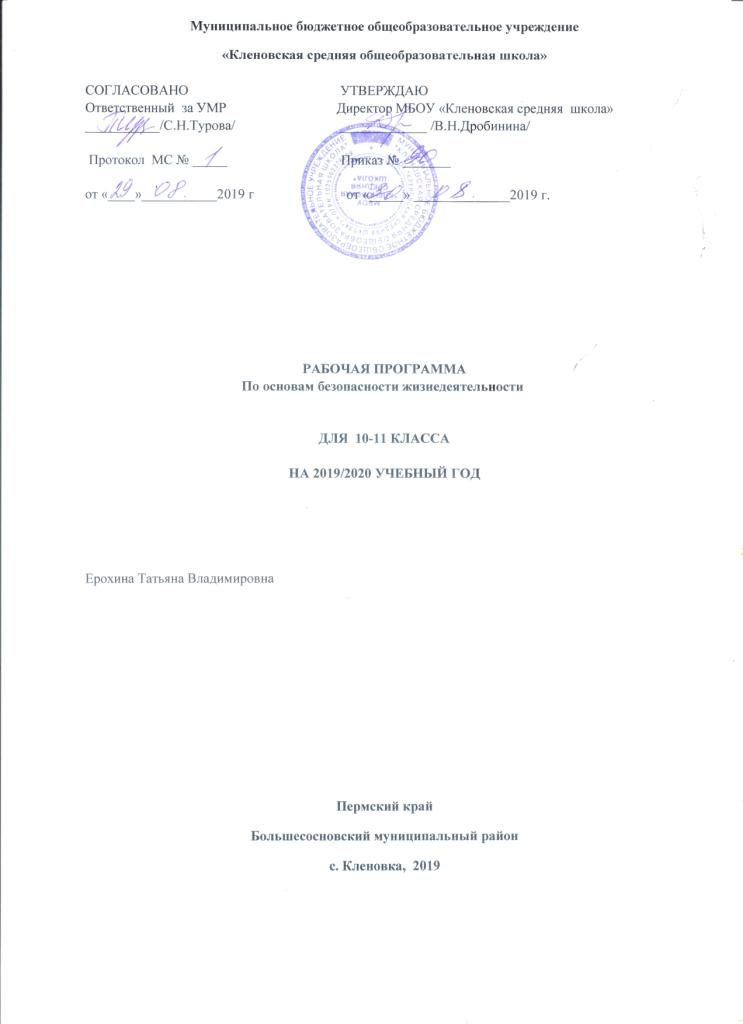 Муниципальное бюджетное общеобразовательное учреждение
«Кленовская средняя общеобразовательная школа»
СОГЛАСОВАНО УТВЕРЖДАЮ
Ответственный за УМР Директор МБОУ «Кленовская средняя школа»
/С.Н.Турова/ /В.Н.Дробинина/
Протокол МС № 1 Приказ №
от «29» 08. 2019 г от « » 08. 2019 г.
РАБОЧАЯ ПРОГРАММА
По основам безопасности жизнедеятельности
ДЛЯ 10-11 КЛАССА
НА 2019/2020 УЧЕБНЫЙ ГОД
Ерохина Татьяна Владимировна
Пермский край
Большесосновский муниципальный район
с. Кленовка, 2019